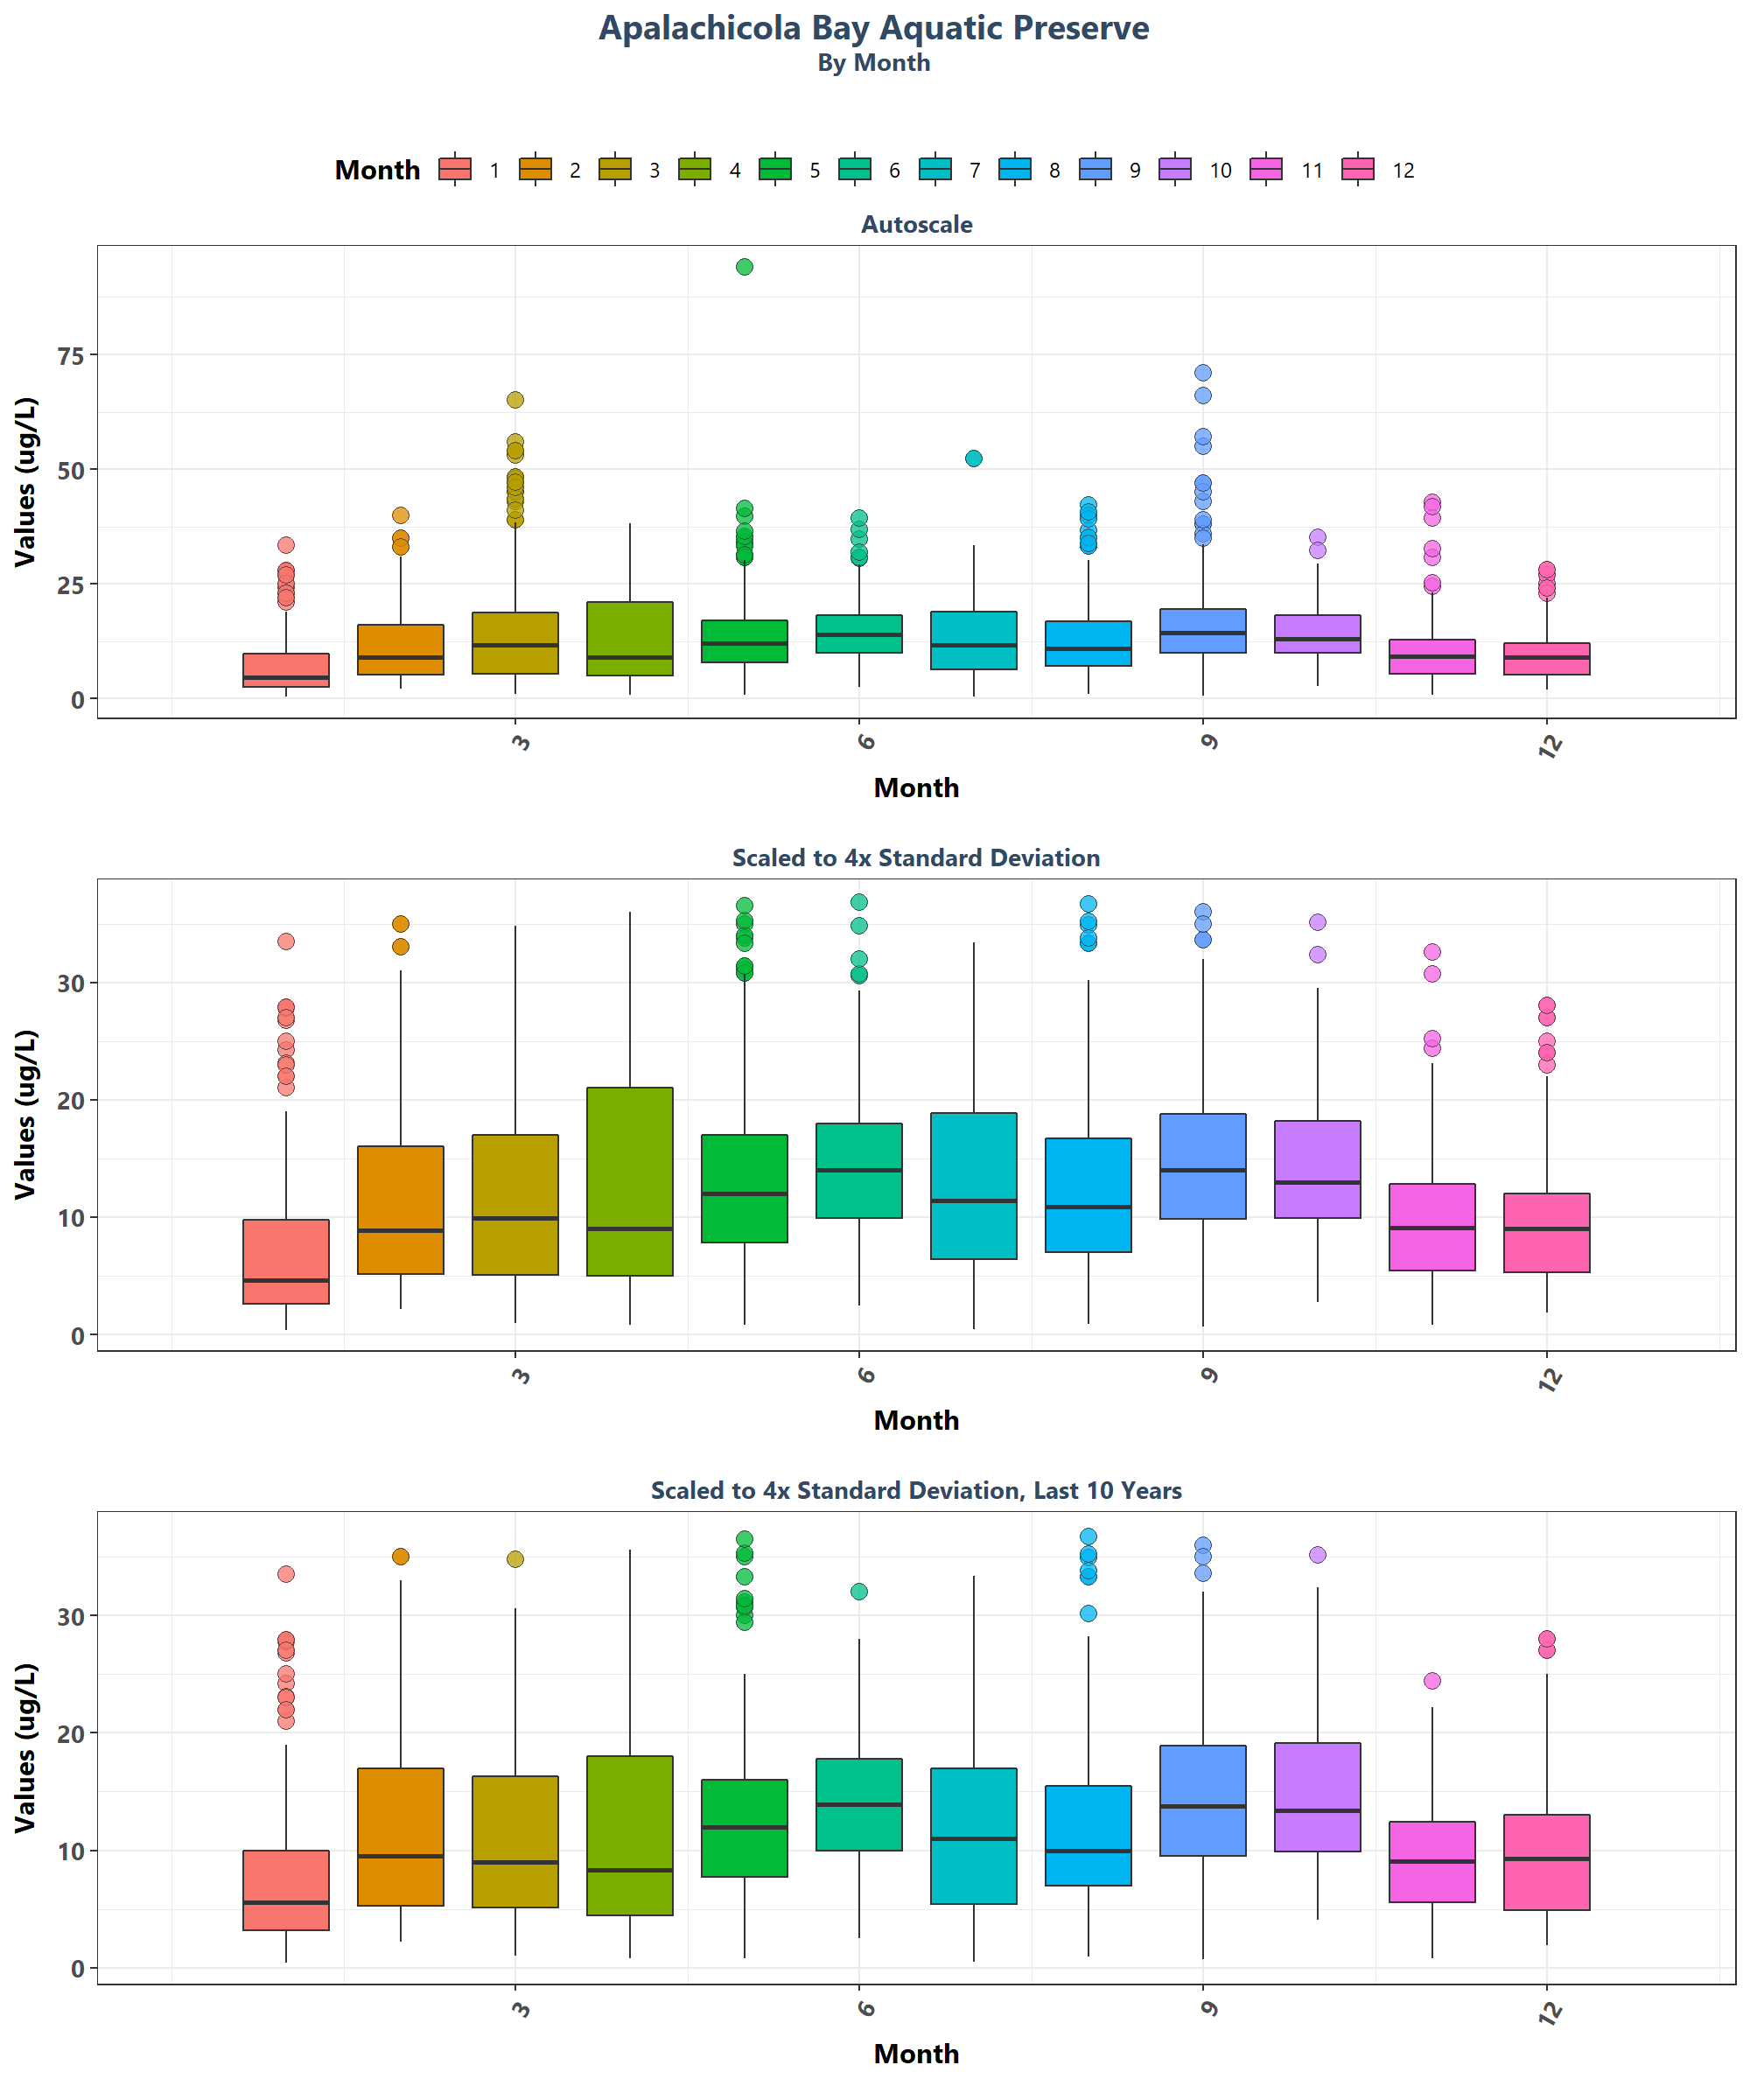 Apalachicola Bay Aquatic Preserve
By Month
Month 1 2 3 4 5 6 7 8 9 10 11 12
Autoscale
Values (ug/L)
75
50
25
0
3 6 9 12
Month
Scaled to 4x Standard Deviation
Values (ug/L)
30
20
10
0
3 6 9 12
Month
Scaled to 4x Standard Deviation, Last 10 Years
Values (ug/L)
30
20
10
0
3 6 9 12
Month